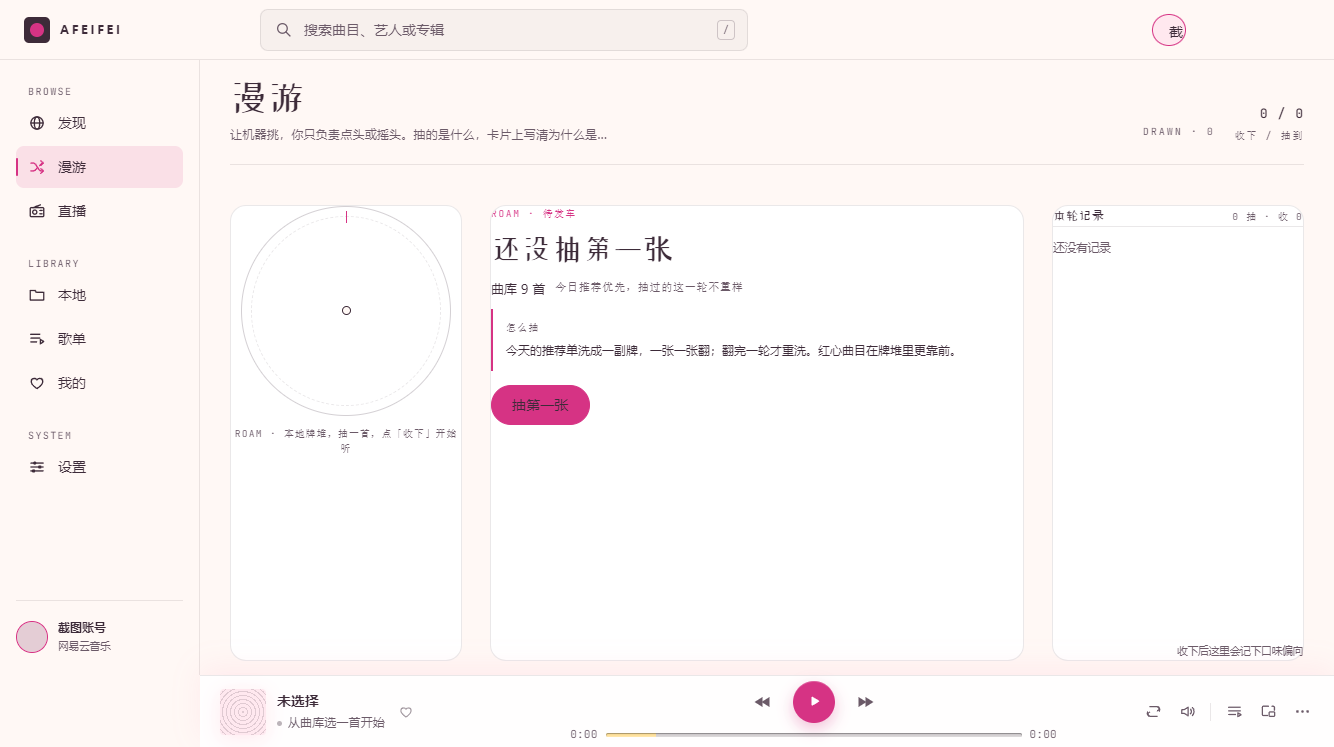 AFEIFEI
搜索曲目、艺人或专辑
/
截
BROWSE
发现
漫游
直播
LIBRARY
本地
歌单
我的
SYSTEM
设置
截图账号
网易云音乐
漫游
让机器挑，你只负责点头或摇头。抽的是什么，卡片上写清为什么是…
DRAWN · 0
0 / 0
收下 / 抽到
ROAM · 本地牌堆，抽一首，点「收下」开始
听
ROAM · 待发车
还没抽第一张
曲库 9 首 今日推荐优先，抽过的这一轮不重样
怎么抽
今天的推荐单洗成一副牌，一张一张翻；翻完一轮才重洗。红心曲目在牌堆里更靠前。
抽第一张
本轮记录
0 抽 · 收 0
还没有记录
收下后这里会记下口味偏向
未选择
从曲库选一首开始
0:00
0:00